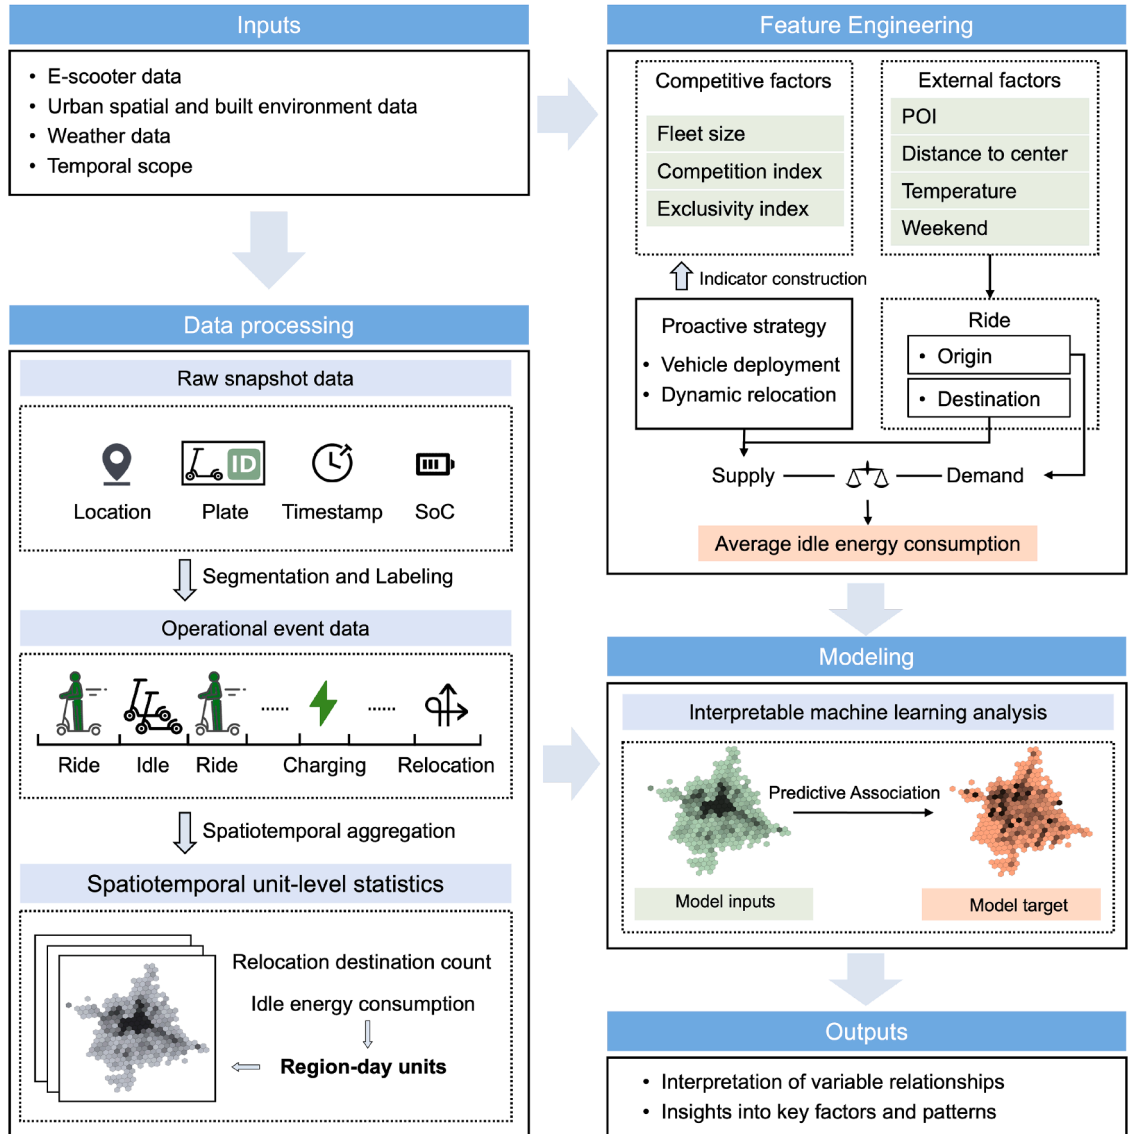 Inputs
• E-scooter data
• Urban spatial and built environment data
• Weather data
• Temporal scope
Data processing
Raw snapshot data
ID
Location Plate Timestamp SoC
Segmentation and Labeling
Operational event data
...... ......
Ride Idle Ride Charging Relocation
Spatiotemporal aggregation
Spatiotemporal unit-level statistics
Relocation destination count
Idle energy consumption
Region-day units
Feature Engineering
Competitive factors
Fleet size
Competition index
Exclusivity index
External factors
POI
Distance to center
Temperature
Weekend
Indicator construction
Proactive strategy
• Vehicle deployment
• Dynamic relocation
Ride
• Origin
• Destination
Supply Demand
Average idle energy consumption
Modeling
Interpretable machine learning analysis
Predictive Association
Model inputs
Model target
Outputs
• Interpretation of variable relationships
• Insights into key factors and patterns